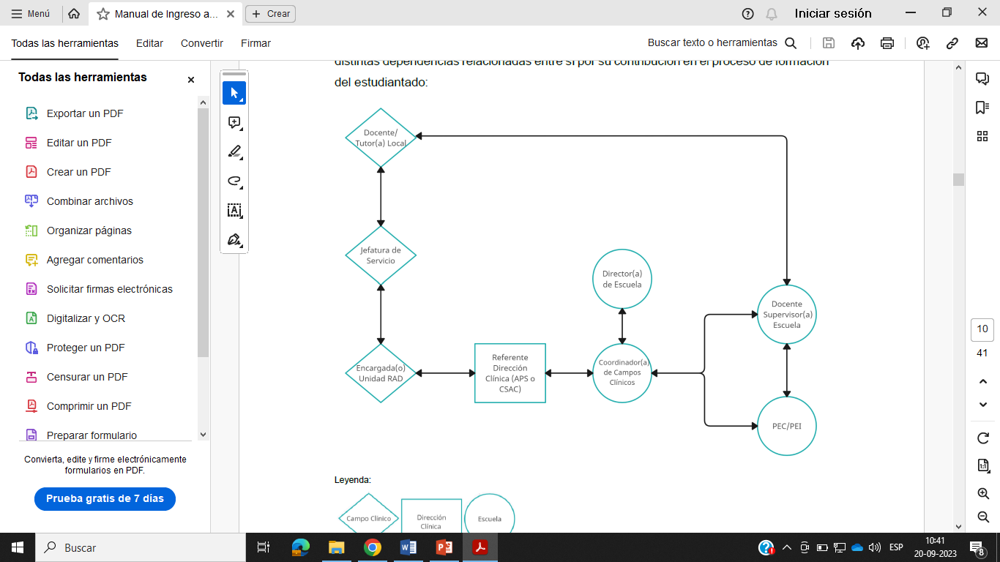 Menú
Manual de Ingreso a...
Crear
Iniciar sesión
Todas las herramientas
Editar
Convertir
Firmar
Buscar texto o herramientas
Todas las herramientas
Exportar un PDF
Editar un PDF
Crear un PDF
Combinar archivos
Organizar páginas
Agregar comentarios
Solicitar firmas electrónicas
Digitalizar y OCR
Proteger un PDF
Censurar un PDF
Comprimir un PDF
Preparar formulario
Convierta, edite y firme electrónicamente
formularios en PDF.
Prueba gratis de 7 días
distintas dependencias relacionadas entre sí por su contribución en el proceso de formación
del estudiantado:
Docente/
Tutor(a) Local
Jefatura de
Servicio
Director(a)
de Escuela
Docente
Supervisor(a)
Escuela
Encargada(o)
Unidad RAD
Referente
Dirección
Clínica (APS o
CSAC)
Coordinador(a)
de Campos
Clínicos
PEC/PEI
Leyenda:
Campo Clínico
Dirección
Clínica
Escuela
10
41
1:1
Buscar
ESP
10:41
20-09-2023
8